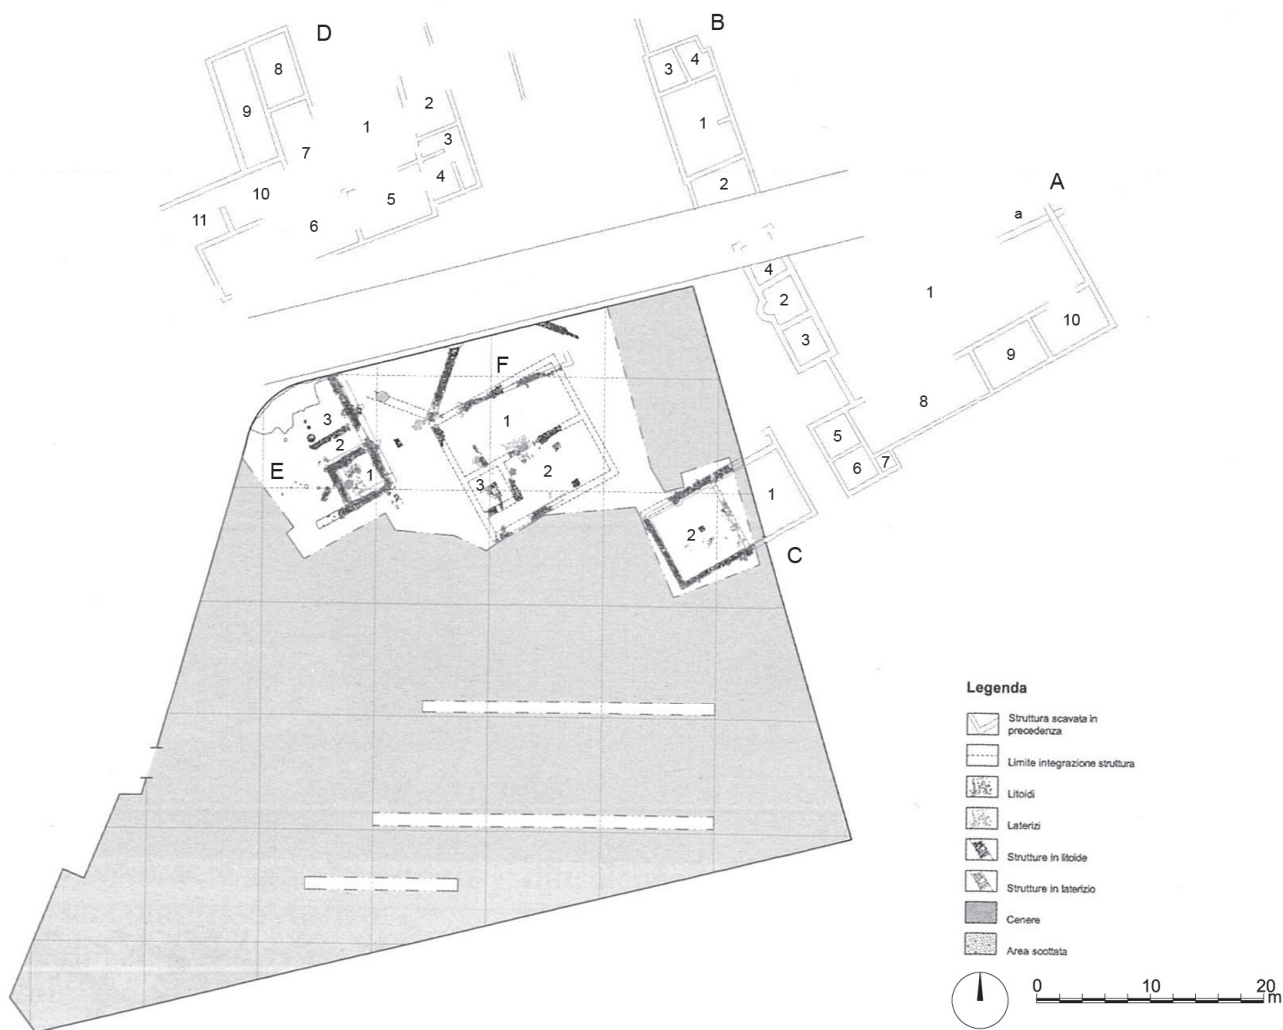 D
8
9
1
2
3
7
4
10
5
11
6
B
3
4
1
2
A
a
4
1
2
3
10
9
8
5
7
6
F
3
1
2
E
1
2
3
1
2
C
Legenda
Struttura scavata in
precedenza
Limite integrazione struttura
Litoidi
Laterizi
Strutture in litoide
Strutture in laterizio
Cenere
Area scottata
0 10 20
m